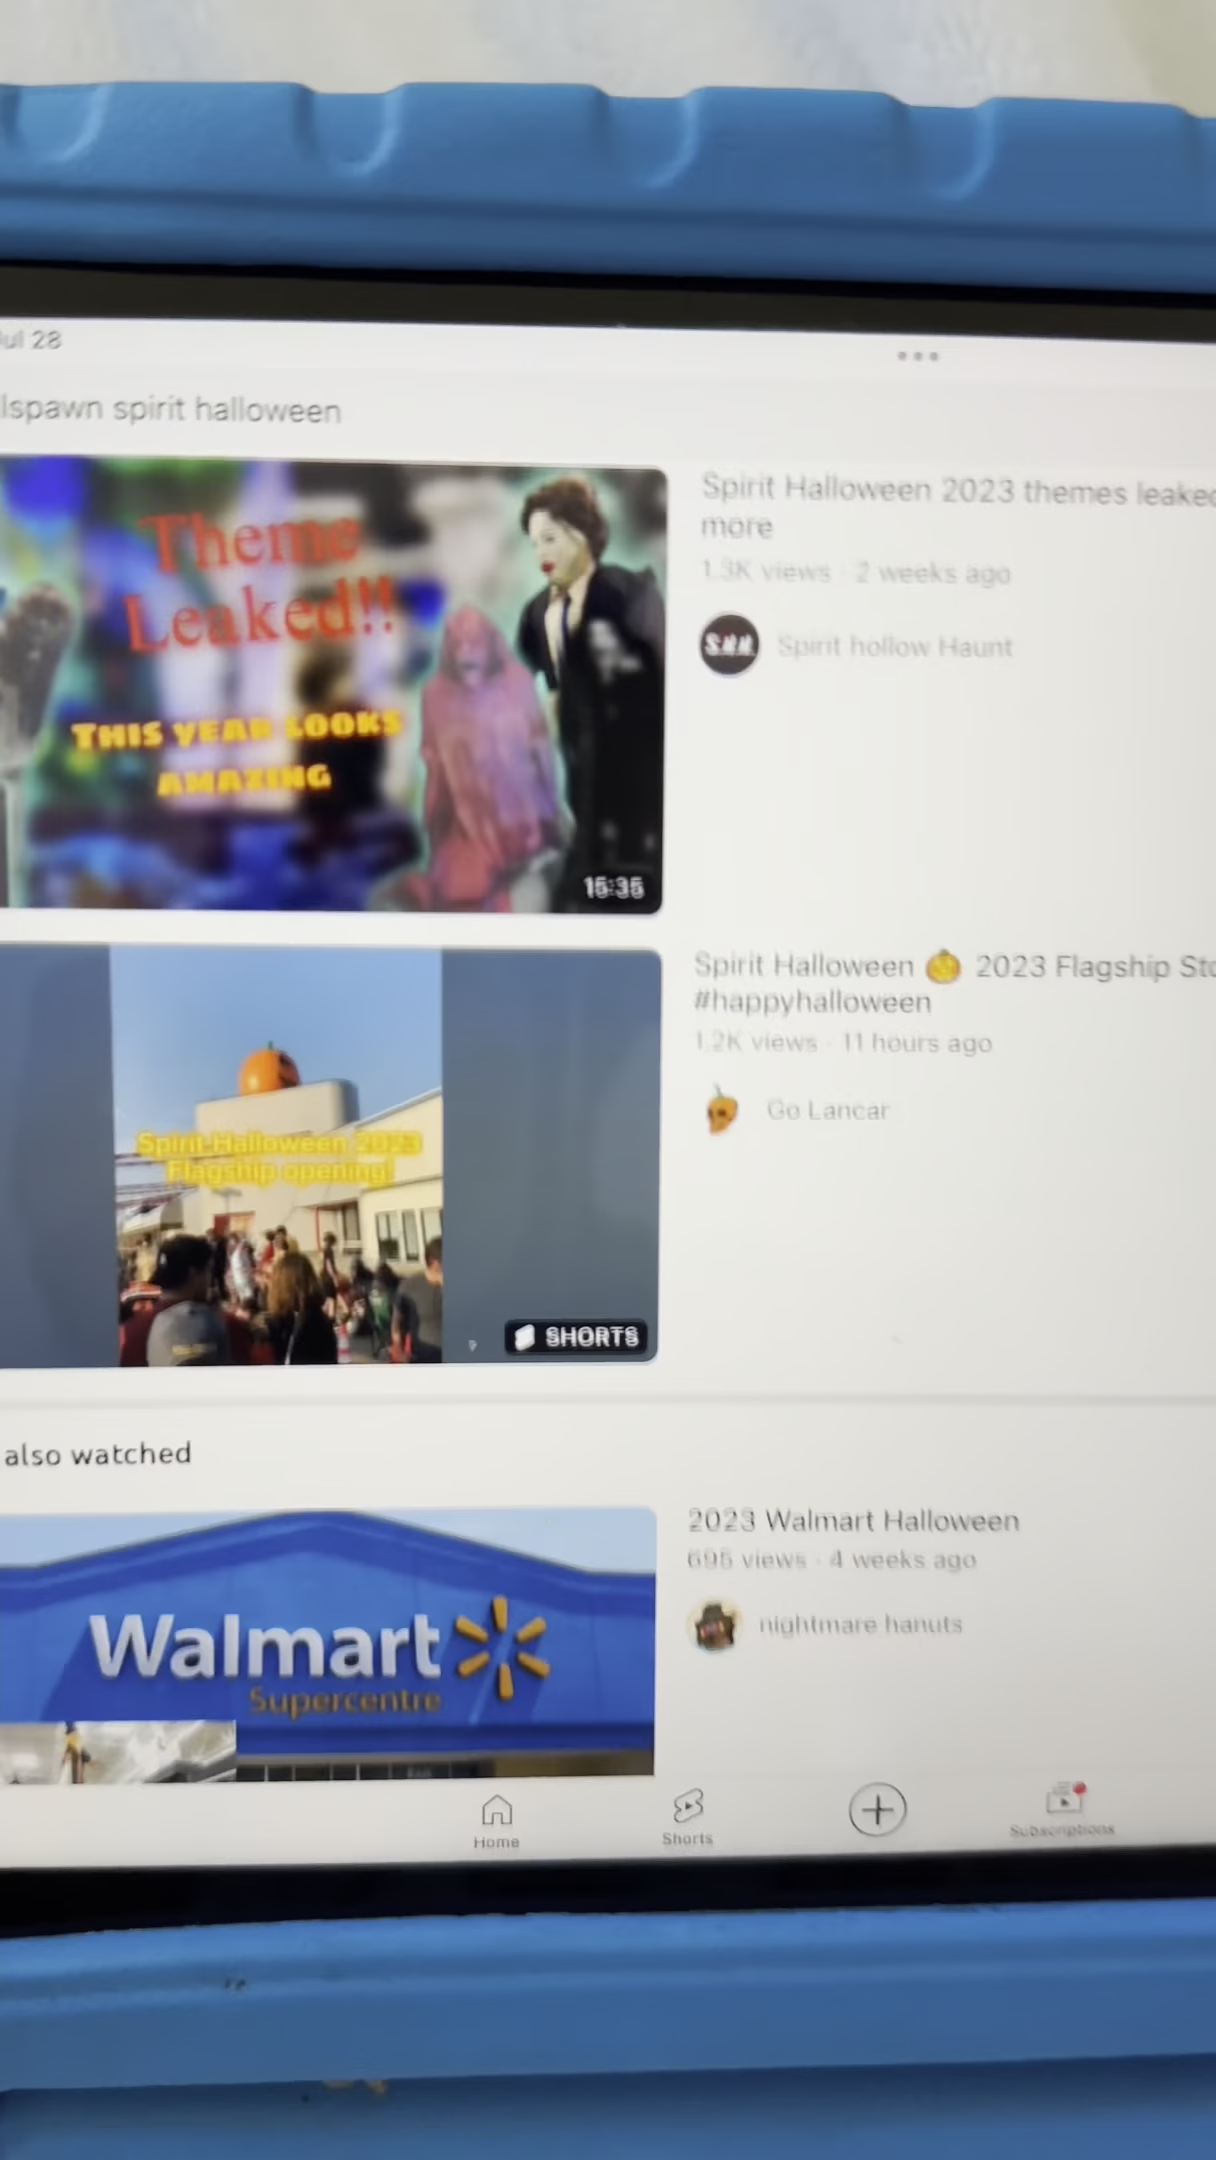 Jul 28
lspawn spirit halloween
Theme
Leaked!!
THIS YEAR LOOKS
AMAZING
15:35
Spirit Halloween 2023 themes leaked
more
1.3K views · 2 weeks ago
S.H.H.
Spirit hollow Haunt
Spirit Halloween 2023
Flagship opening!
SHORTS
Spirit Halloween 🎃 2023 Flagship Sto
#happyhalloween
1.2K views · 11 hours ago
Go Lancar
also watched
Walmart
Supercentre
2023 Walmart Halloween
695 views · 4 weeks ago
nightmare hanuts
Home
Shorts
Subscriptions